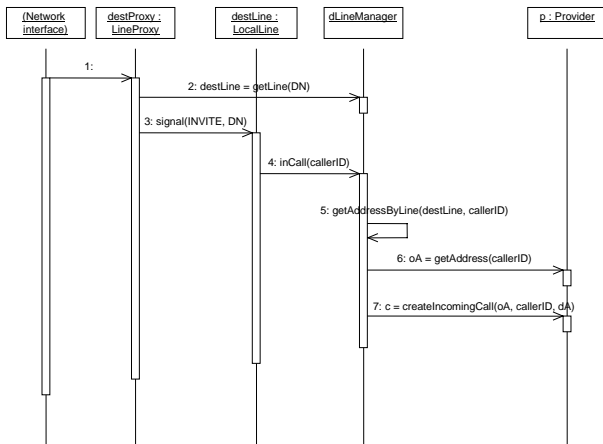 (Network
interface)
destProxy :
LineProxy
destLine :
LocalLine
dLineManager
p : Provider
1:
2: destLine = getLine(DN)
3: signal(INVITE, DN)
4: inCall(callerID)
5: getAddressByLine(destLine, callerID)
6: oA = getAddress(callerID)
7: c = createIncomingCall(oA, callerID, dA)